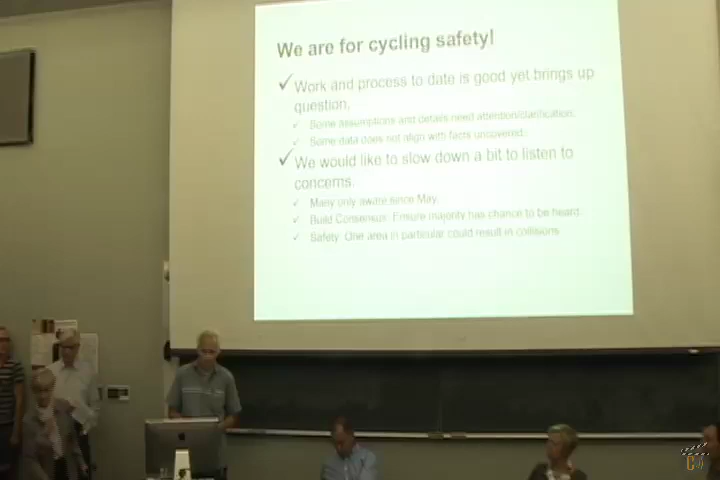 We are for cycling safety!
Work and process to date is good yet brings up
question,
Some assumptions and details need attention/clarification.
Some data does not align with facts uncovered.
We would like to slow down a bit to listen to
concerns.
Many only aware since May.
Build Consensus: Ensure majority has chance to be heard.
Safety: One area in particular could result in collisions